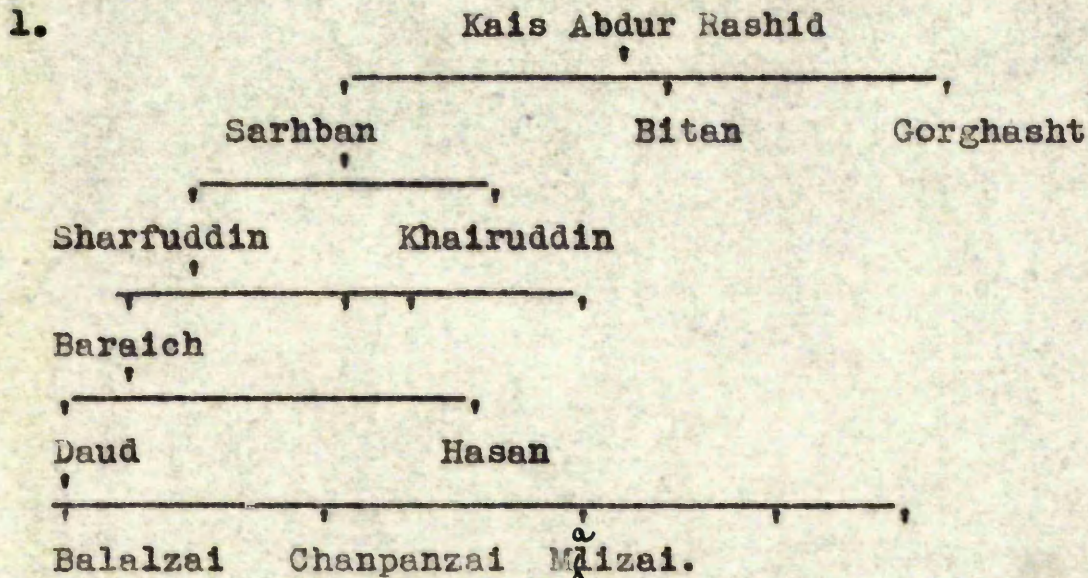 1. Kais Abdur Rashid
Sarhban Bitan Gorghasht
Sharfuddin Khairuddin
Baraich
Daud Hasan
Balalzai Chanpanzai